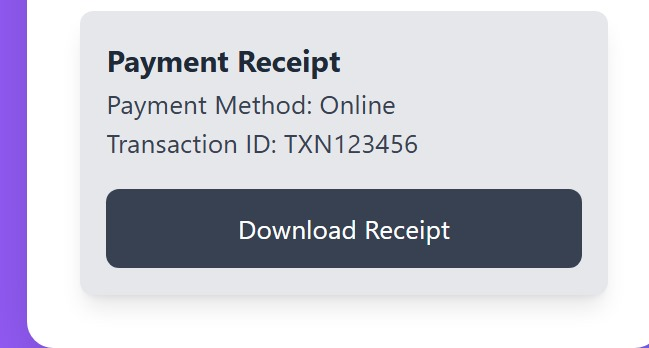 Payment Receipt
Payment Method: Online
Transaction ID: TXN123456
Download Receipt